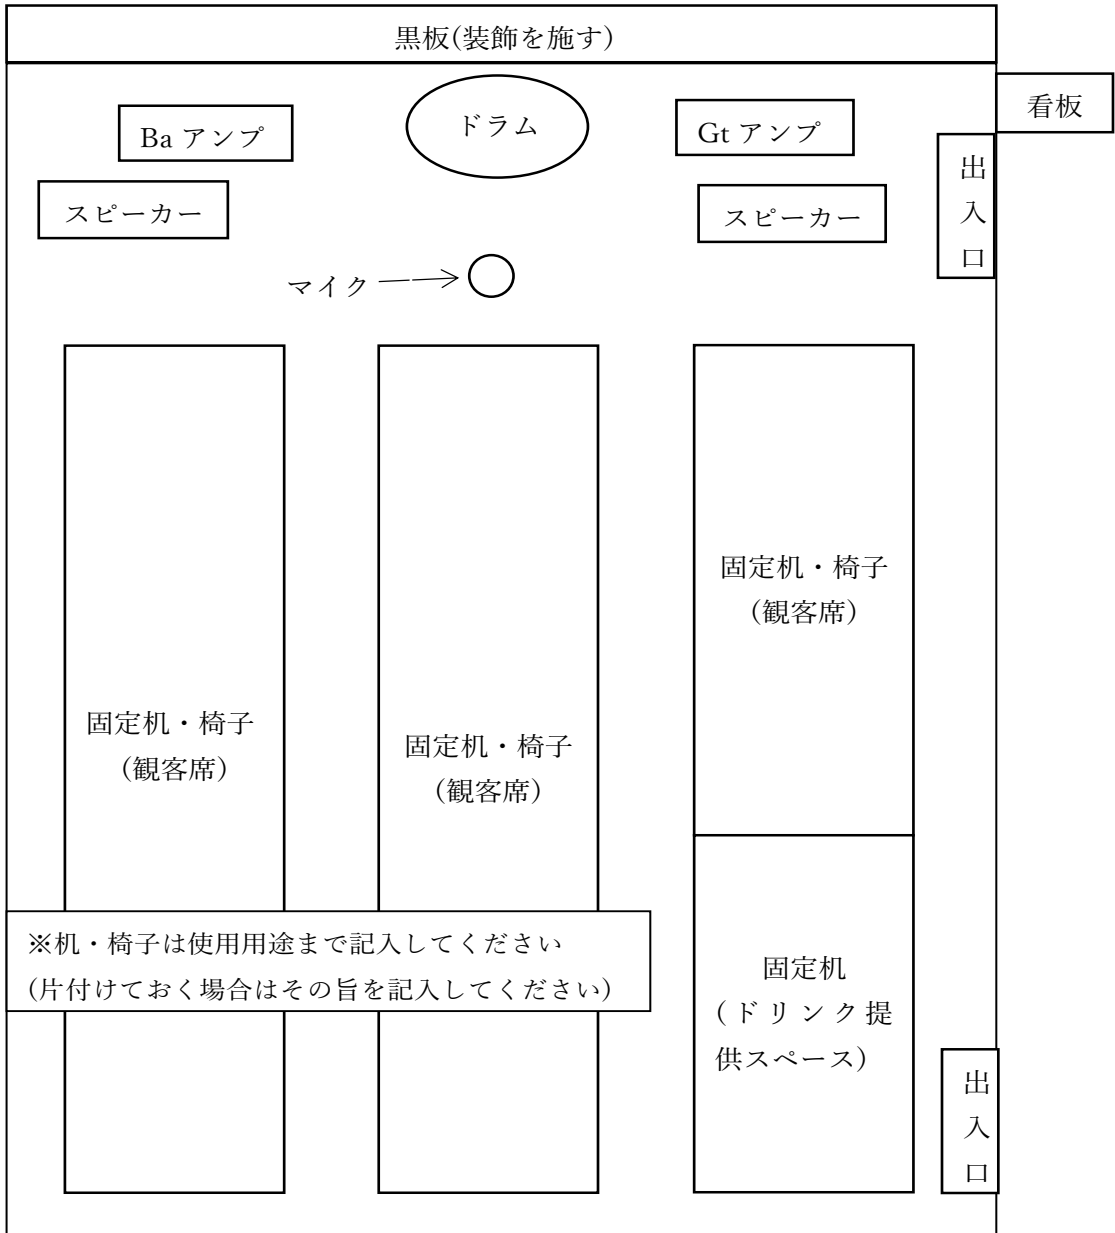 黒板(装飾を施す)
看板
Ba アンプ
ドラム
Gt アンプ
出
入
口
スピーカー
スピーカー
マイク
固定机・椅子
(観客席)
固定机・椅子
(観客席)
固定机・椅子
(観客席)
※机・椅子は使用用途まで記入してください
(片付けておく場合はその旨を記入してください)
固定机
(ドリンク提
供スペース)
出
入
口